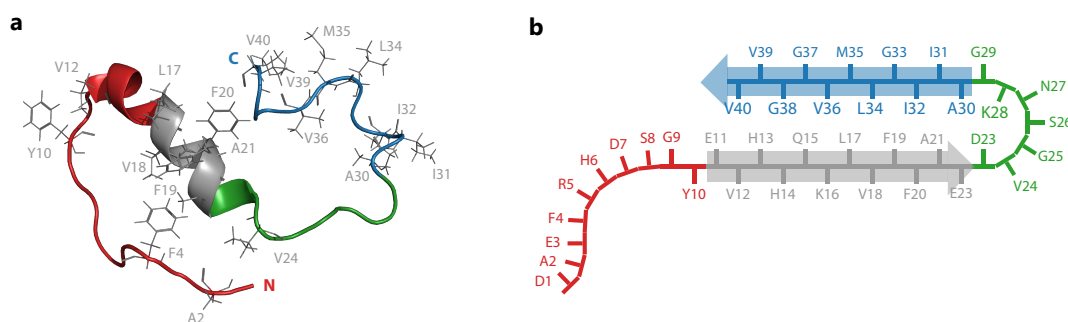 a
C
V40
M35
L34
V12
L17
F20
V39
I32
Y10
V36
A21
V18
A30
I31
F19
F4
V24
N
A2
b
V39 G37 M35 G33 I31 G29
N27
V40 G38 V36 L34 I32 A30 K28
S26
D7 S8 G9 E11 H13 Q15 L17 F19 A21 D23
G25
H6
R5
Y10 V12 H14 K16 V18 F20 E23 V24
F4
E3
A2
D1